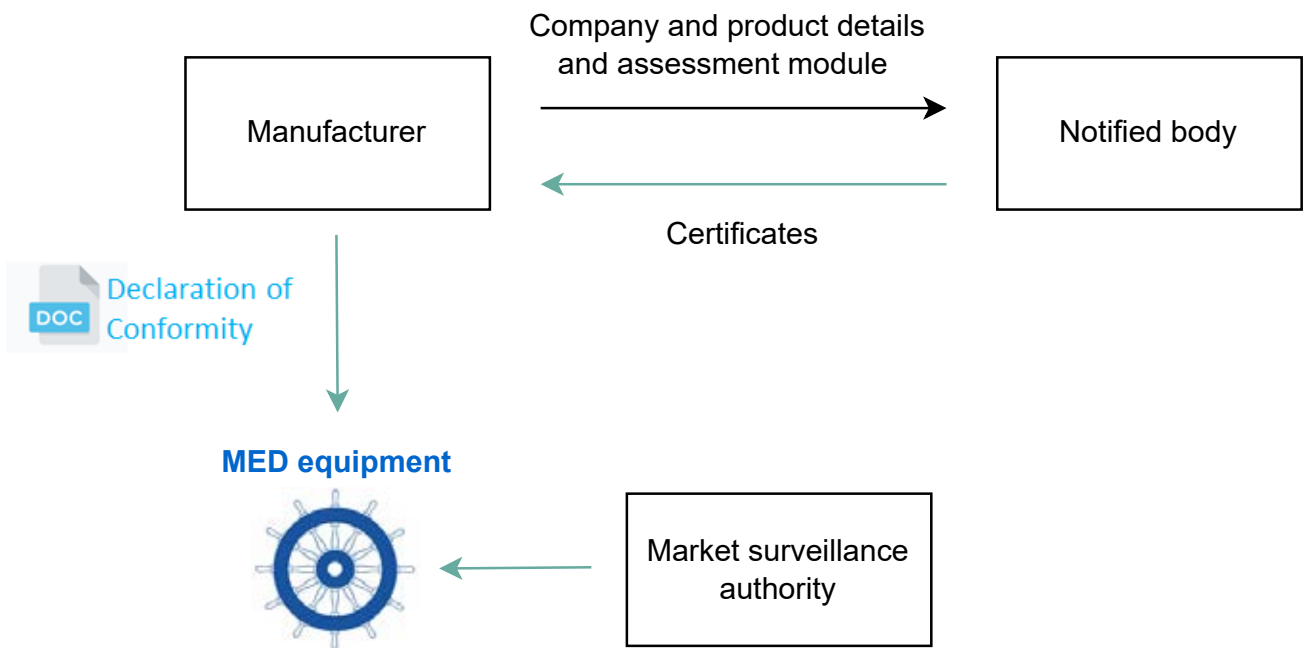 Company and product details
and assessment module
Manufacturer
Notified body
Certificates
DOC
Declaration of
Conformity
MED equipment
Market surveillance
authority